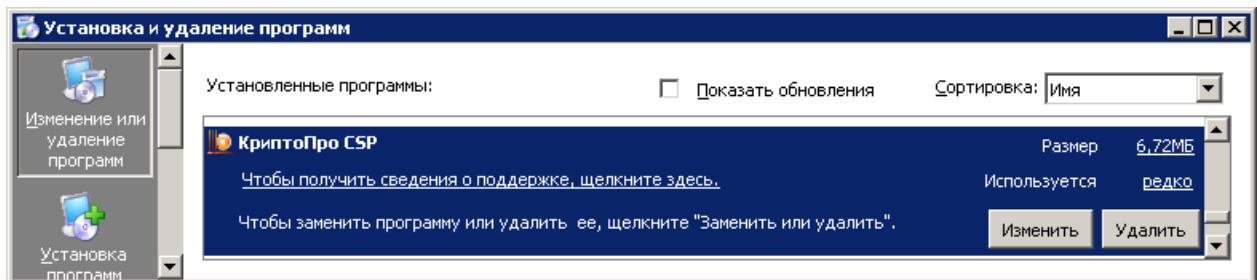 Установка и удаление программ
Изменение или
удаление
программ
Установка
программ
Установленные программы:
Показать обновления
Сортировка: Имя
КриптоПро CSP
Размер 6,72МБ
Чтобы получить сведения о поддержке, щелкните здесь.
Используется редко
Чтобы заменить программу или удалить ее, щелкните "Заменить или удалить".
Изменить Удалить